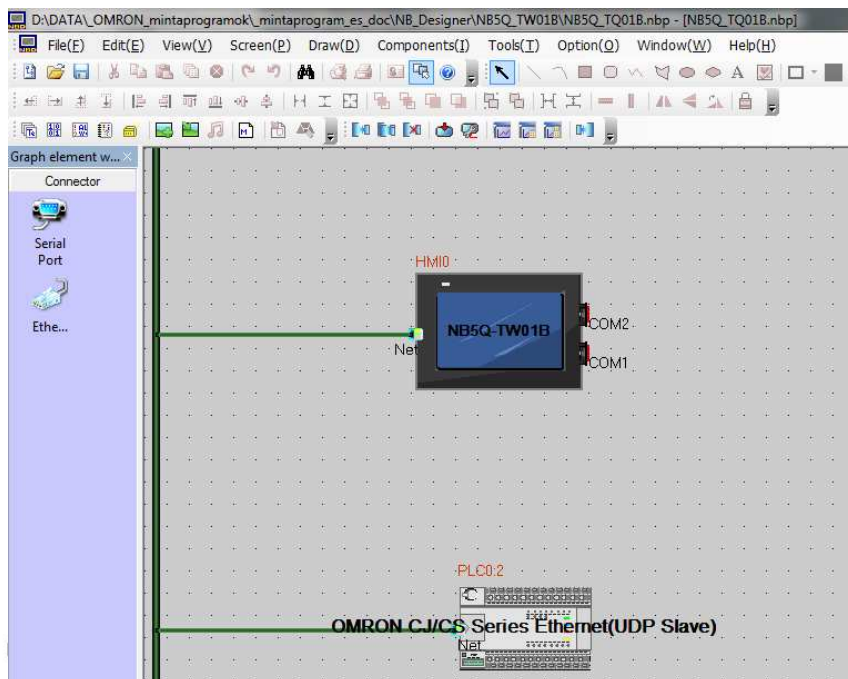 D:\DATA\_OMRON_mintaprogramok\_mintaprogram_es_doc\NB_Designer\NB5Q_TW01B\NB5Q_TQ01B.nbp - [NB5Q_TQ01B.nbp]
File(F) Edit(E) View(V) Screen(P) Draw(D) Components(I) Tools(T) Option(O) Window(W) Help(H)
Graph element w...
Connector
Serial
Port
Ethe...
HMI0
NB5Q-TW01B
COM2
Net
COM1
PLC0:2
OMRON CJ/CS Series Ethernet(UDP Slave)
Net